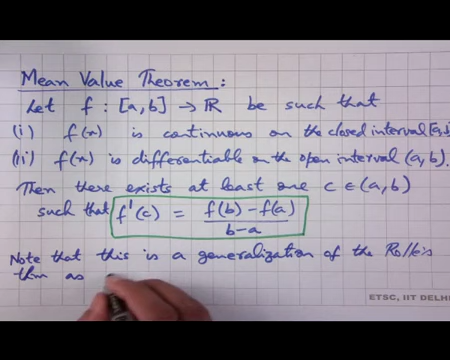 Mean Value Theorem :
Let f : [a, b] → ℝ be such that
(i) f(x) is continuous on the closed interval [a, b]
(ii) f(x) is differentiable on the open interval (a, b).
Then there exists at least one c ∈ (a, b)
such that f'(c) = f(b) - f(a) / b - a
Note that this is a generalization of the Rolle's
thm as
ETSC, IIT DELHI